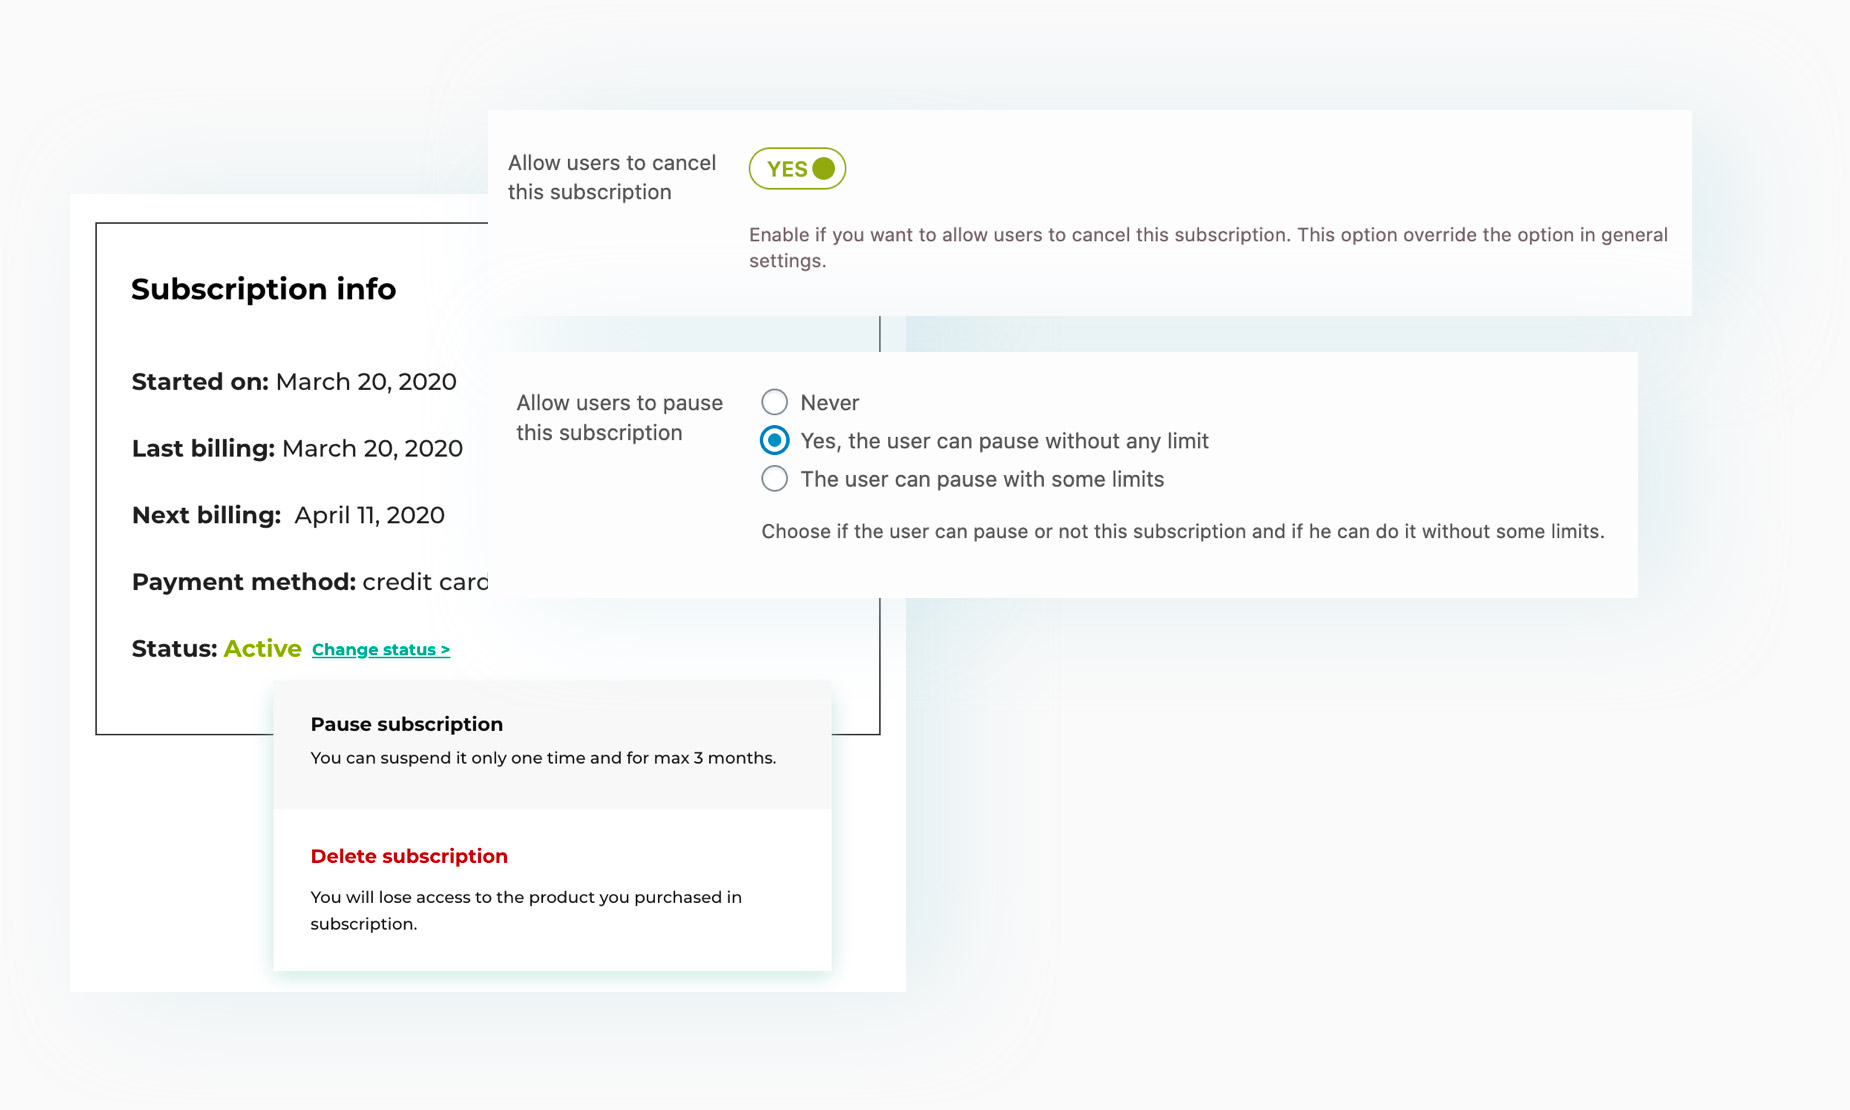 Allow users to cancel
this subscription
YES
Enable if you want to allow users to cancel this subscription. This option override the option in general
settings.
Allow users to pause
this subscription
Never
Yes, the user can pause without any limit
The user can pause with some limits
Choose if the user can pause or not this subscription and if he can do it without some limits.
Subscription info
Started on: March 20, 2020
Last billing: March 20, 2020
Next billing: April 11, 2020
Payment method: credit card
Status: Active Change status >
Pause subscription
You can suspend it only one time and for max 3 months.
Delete subscription
You will lose access to the product you purchased in
subscription.